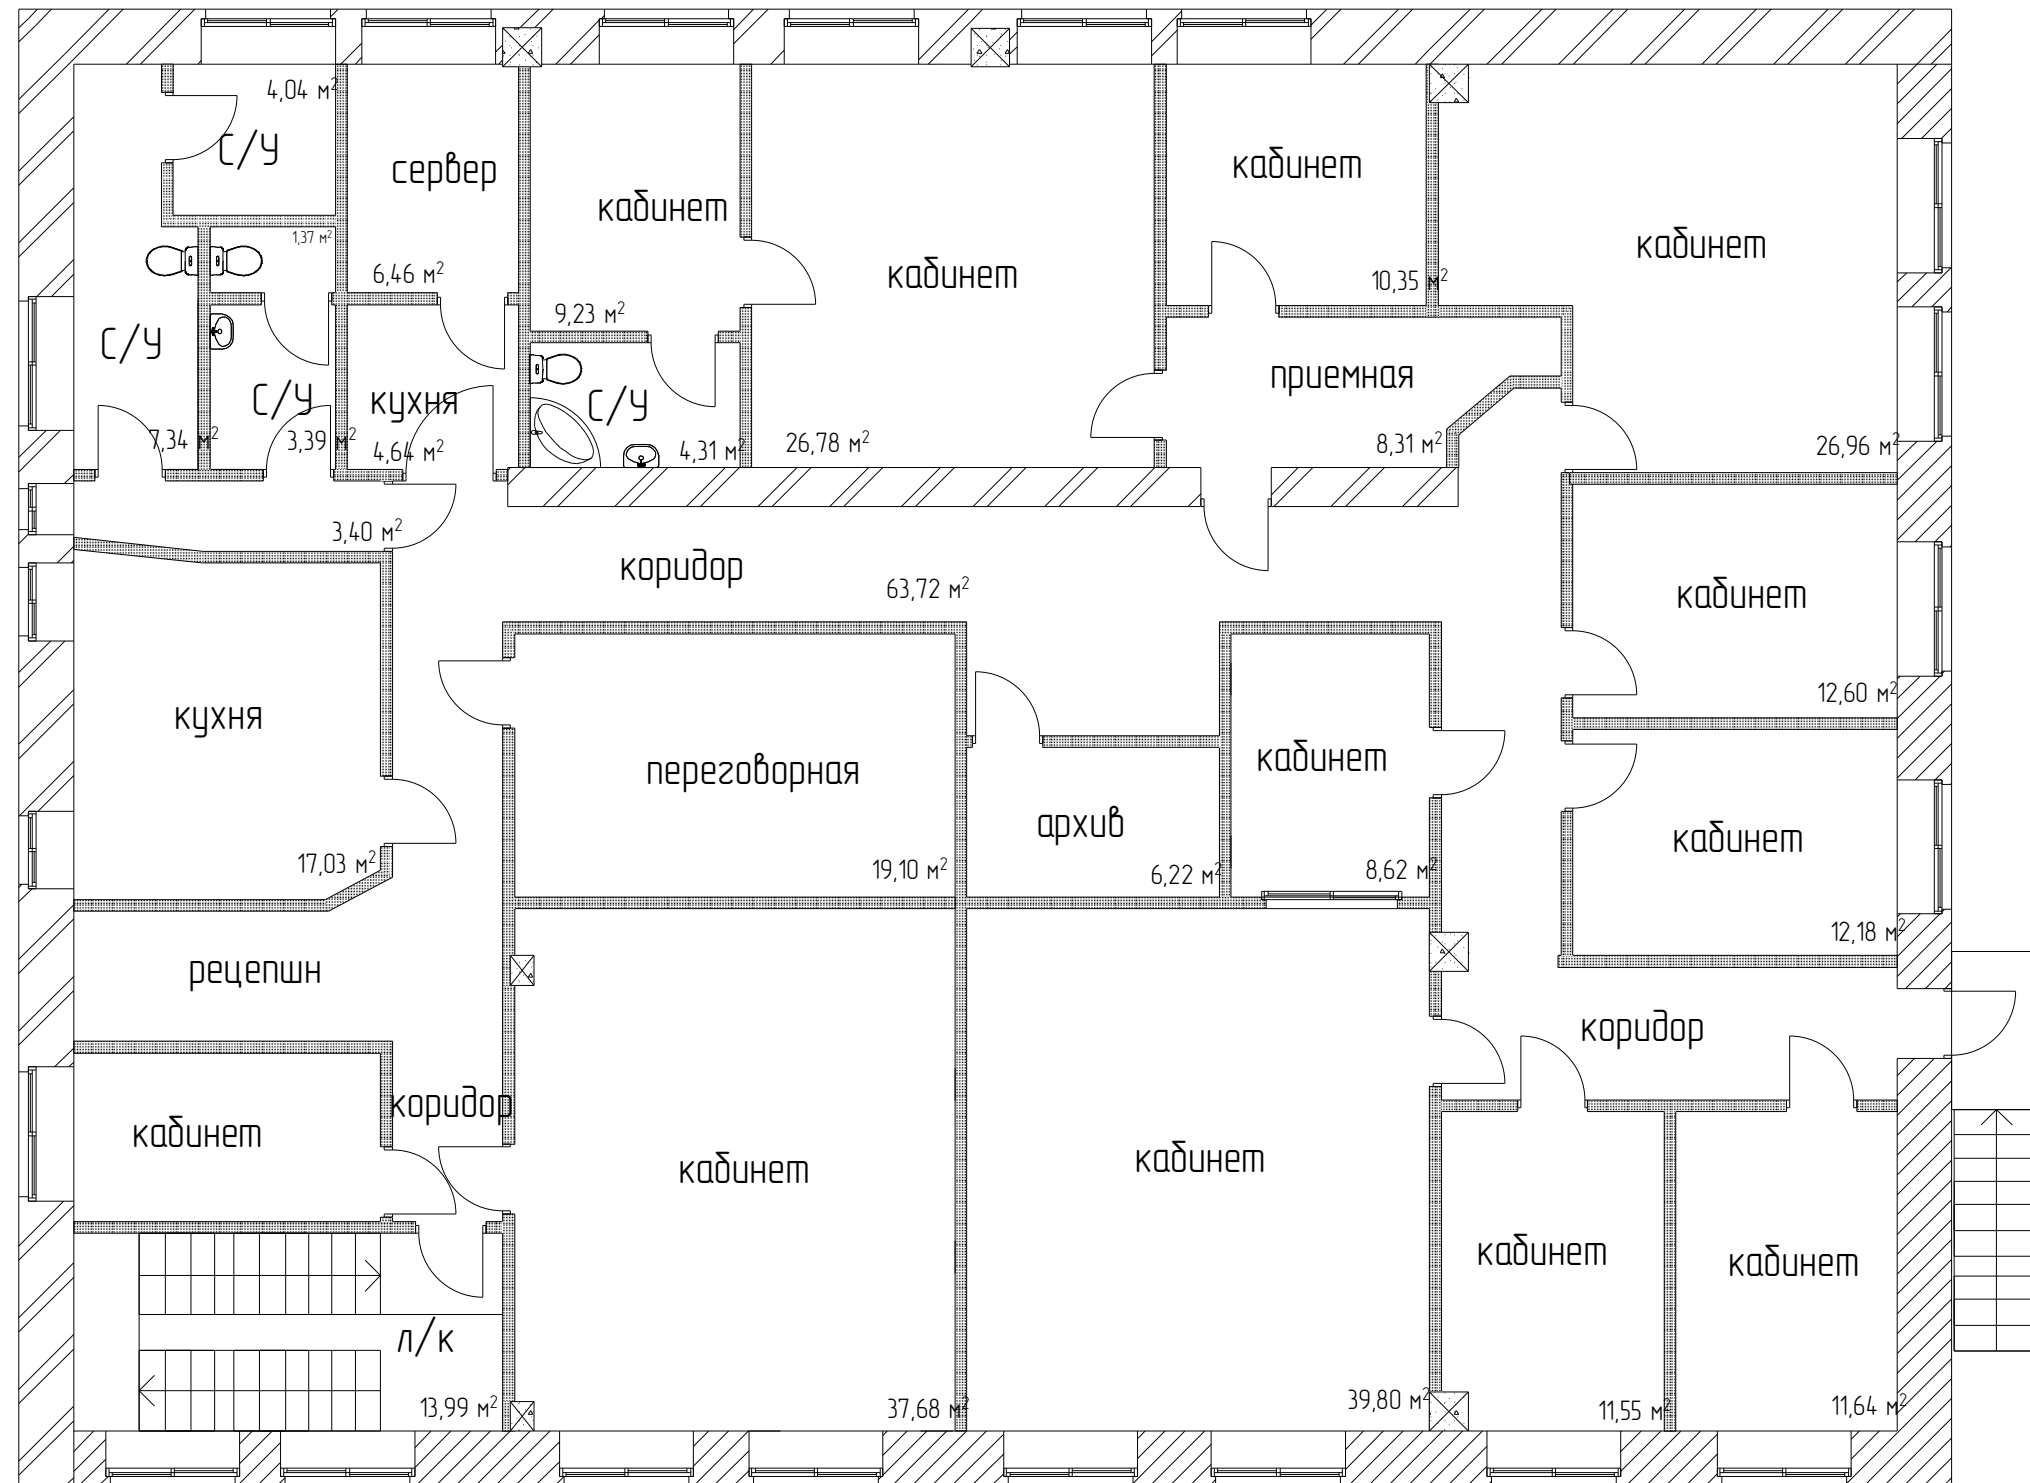 4,04 м²
С/У
сервер
кабинет
кабинет
кабинет
кабинет
1,37 м²
6,46 м²
9,23 м²
10,35 м²
С/У
С/У
кухня
С/У
приемная
7,34 м²
3,39 м²
4,64 м²
4,31 м²
26,78 м²
8,31 м²
26,96 м²
3,40 м²
коридор
63,72 м²
кабинет
12,60 м²
кухня
переговорная
кабинет
архив
кабинет
17,03 м²
19,10 м²
6,22 м²
8,62 м²
12,18 м²
рецепшн
коридор
коридор
кабинет
кабинет
кабинет
кабинет
кабинет
л/к
13,99 м²
37,68 м²
39,80 м²
11,55 м²
11,64 м²